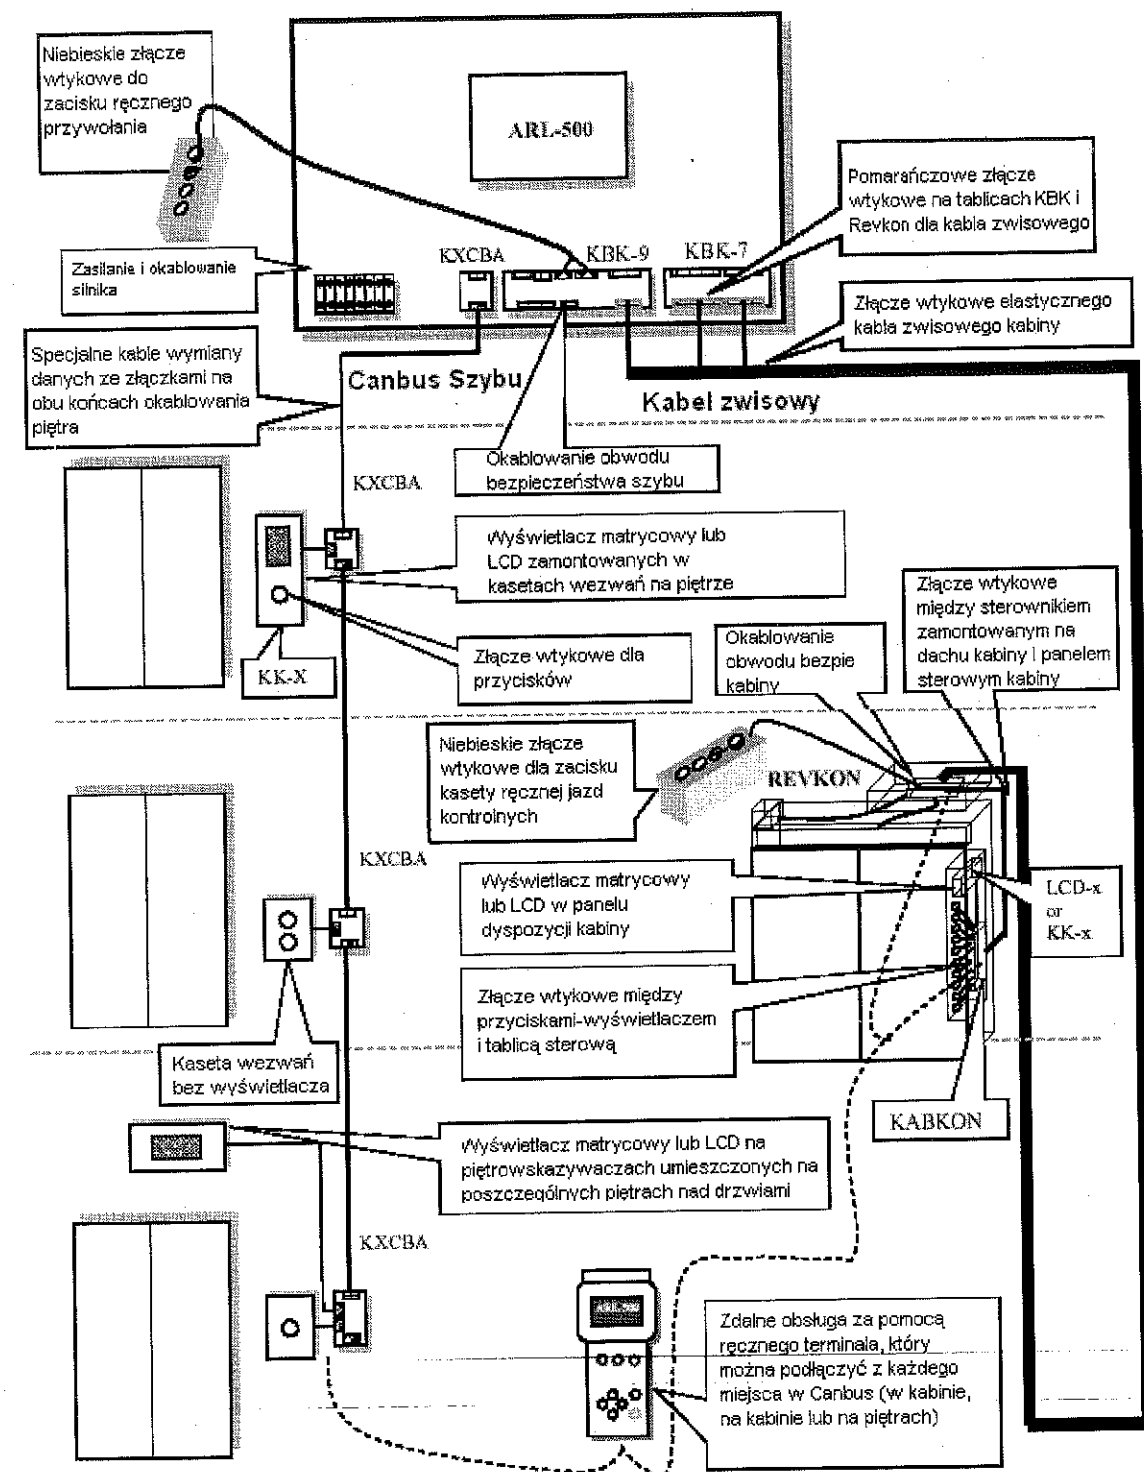 Niebieskie złącze
wtykowe do
zacisku ręcznego
przywołania
ARL-500
Pomarańczowe złącze
wtykowe na tablicach KBK i
Revkon dla kabla zwisowego
Zasilanie i okablowanie
silnika
KXCBA
KBK-9
KBK-7
Złącze wtykowe elastycznego
kabla zwisowego kabiny
Specjalne kable wymiany
danych ze złączkami na
obu końcach okablowania
piętra
Canbus Szybu
Kabel zwisowy
Okablowanie obwodu
bezpieczeństwa szybu
KXCBA
Wyświetlacz matrycowy lub
LCD zamontowanych w
kasetach wezwań na piętrze
Złącze wtykowe
między sterownikiem
zamontowanym na
dachu kabiny i panelem
sterowym kabiny
Okablowanie
obwodu bezpie
kabiny
Złącze wtykowe dla
przycisków
KK-X
Niebieskie złącze
wtykowe dla zacisku
kasety ręcznej jazd
kontrolnych
REVKON
KXCBA
Wyświetlacz matrycowy
lub LCD w panelu
dyspozycji kabiny
LCD-x
or
KK-x
Złącze wtykowe między
przyciskami-wyświetlaczem
i tablicą sterową
Kaseta wezwań
bez wyświetlacza
KABKON
Wyświetlacz matrycowy lub LCD na
piętrowskazywaczach umieszczonych na
poszczególnych piętrach nad drzwiami
KXCBA
Zdalne obsługa za pomocą
ręcznego terminala, który
można podłączyć z każdego
miejsca w Canbus (w kabinie,
na kabinie lub na piętrach)